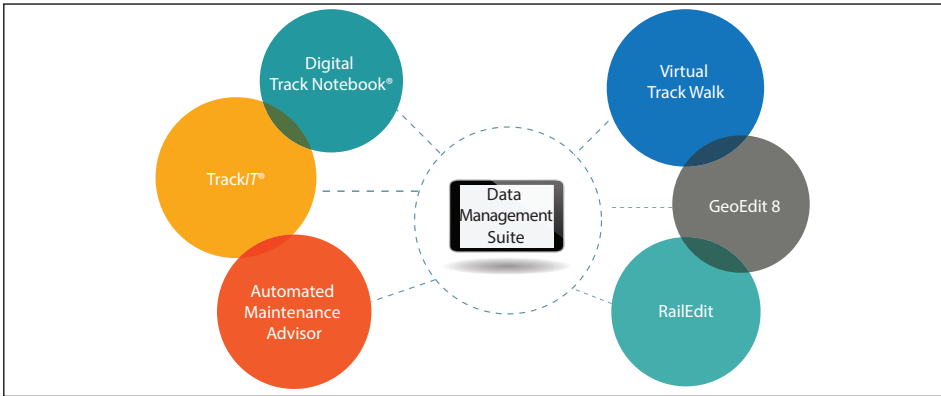 Digital
Track Notebook®
TrackIT®
Automated
Maintenance
Advisor
Data
Management
Suite
Virtual
Track Walk
GeoEdit 8
RailEdit